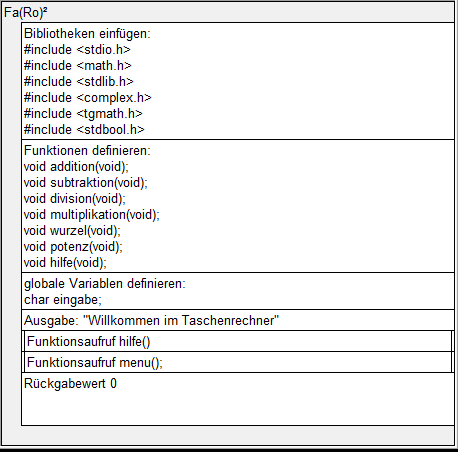 Fa(Ro)²
Bibliotheken einfügen:
#include <stdio.h>
#include <math.h>
#include <stdlib.h>
#include <complex.h>
#include <tgmath.h>
#include <stdbool.h>
Funktionen definieren:
void addition(void);
void subtraktion(void);
void division(void);
void multiplikation(void);
void wurzel(void);
void potenz(void);
void hilfe(void);
globale Variablen definieren:
char eingabe;
Ausgabe: "Willkommen im Taschenrechner"
Funktionsaufruf hilfe()
Funktionsaufruf menu();
Rückgabewert 0